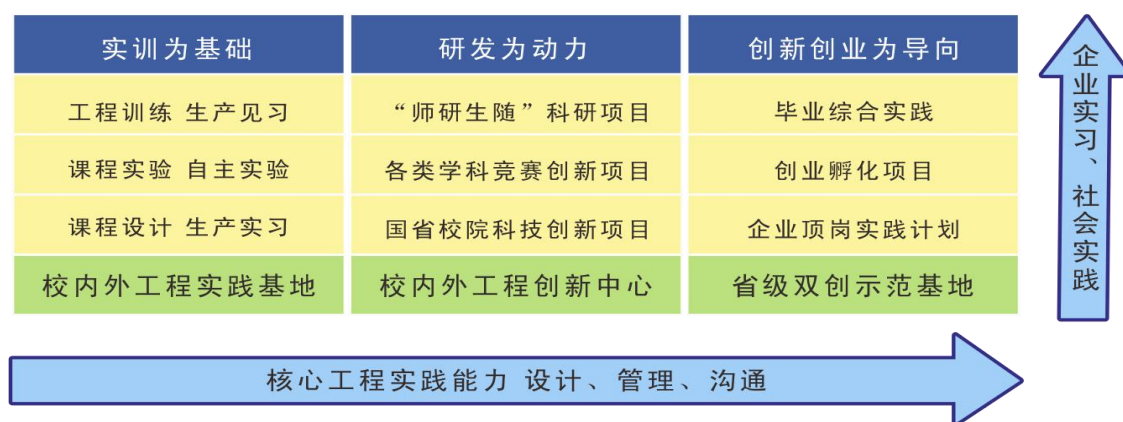 实训为基础 研发为动力 创新创业为导向
工程训练 生产见习 “师研生随”科研项目 毕业综合实践
课程实验 自主实验 各类学科竞赛创新项目 创业孵化项目
课程设计 生产实习 国省校院科技创新项目 企业顶岗实践计划
校内外工程实践基地 校内外工程创新中心 省级双创示范基地
企业实习、社会实践
核心工程实践能力 设计、管理、沟通